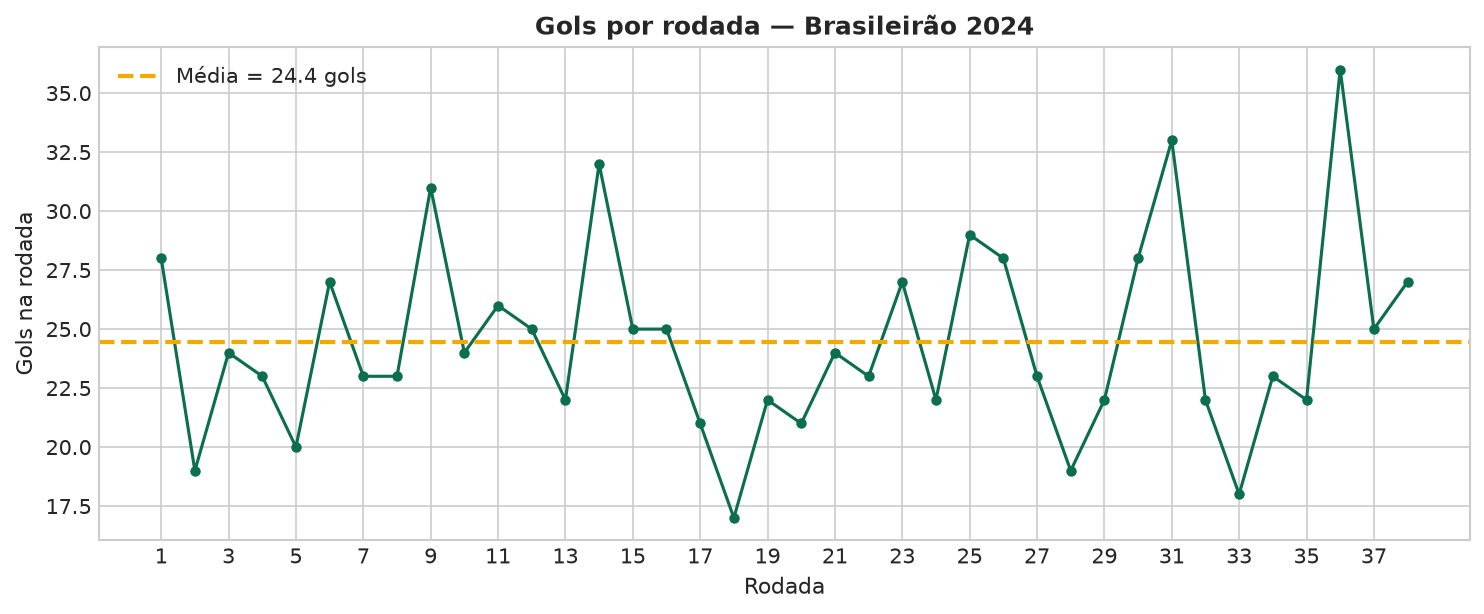 Gols por rodada — Brasileirão 2024
Média = 24.4 gols
Gols na rodada
35.0
32.5
30.0
27.5
25.0
22.5
20.0
17.5
1 3 5 7 9 11 13 15 17 19 21 23 25 27 29 31 33 35 37
Rodada